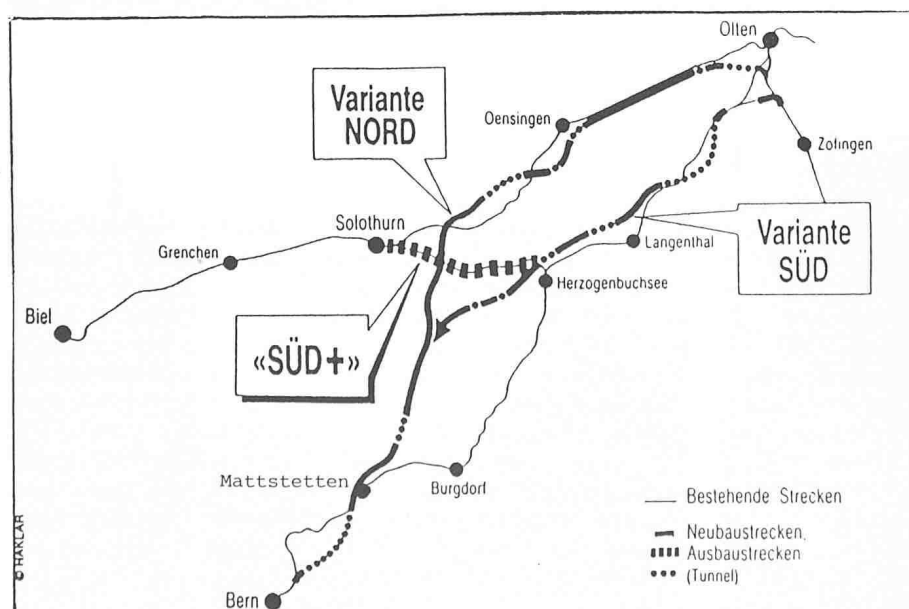 Olten
Variante
NORD
Oensingen
Zofingen
Solothurn
Grenchen
Langenthal
Variante
SÜD
Herzogenbuchsee
Biel
«SÜD+»
Mattstetten
Burgdorf
Bestehende Strecken
Neubaustrecken,
Ausbaustrecken
(Tunnel)
Bern
© HAKLAR